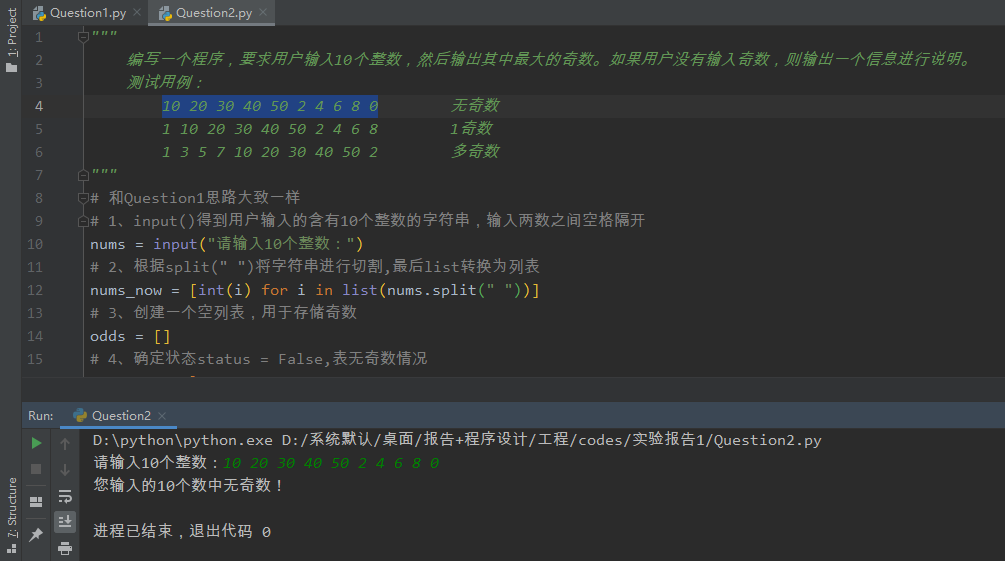 1: Project
Question1.py
Question2.py
1 """
2 编写一个程序，要求用户输入10个整数，然后输出其中最大的奇数。如果用户没有输入奇数，则输出一个信息进行说明。
3 测试用例：
4 10 20 30 40 50 2 4 6 8 0 无奇数
5 1 10 20 30 40 50 2 4 6 8 1奇数
6 1 3 5 7 10 20 30 40 50 2 多奇数
7 """
8 # 和Question1思路大致一样
9 # 1、input()得到用户输入的含有10个整数的字符串，输入两数之间空格隔开
10 nums = input("请输入10个整数：")
11 # 2、根据split(" ")将字符串进行切割,最后list转换为列表
12 nums_now = [int(i) for i in list(nums.split(" "))]
13 # 3、创建一个空列表，用于存储奇数
14 odds = []
15 # 4、确定状态status = False,表无奇数情况
Run: Question2
7: Structure
D:\python\python.exe D:/系统默认/桌面/报告+程序设计/工程/codes/实验报告1/Question2.py
请输入10个整数：10 20 30 40 50 2 4 6 8 0
您输入的10个数中无奇数！
进程已结束，退出代码 0